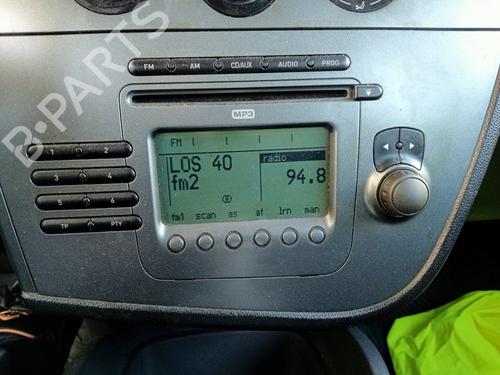 B-PARTS
FM AM CD/AUX AUDIO PROG
MP3
1 2
3 4
5 6
TP PTY
FM
LOS 40 radio
fm2 94.8
fm1 scan as af lrn man